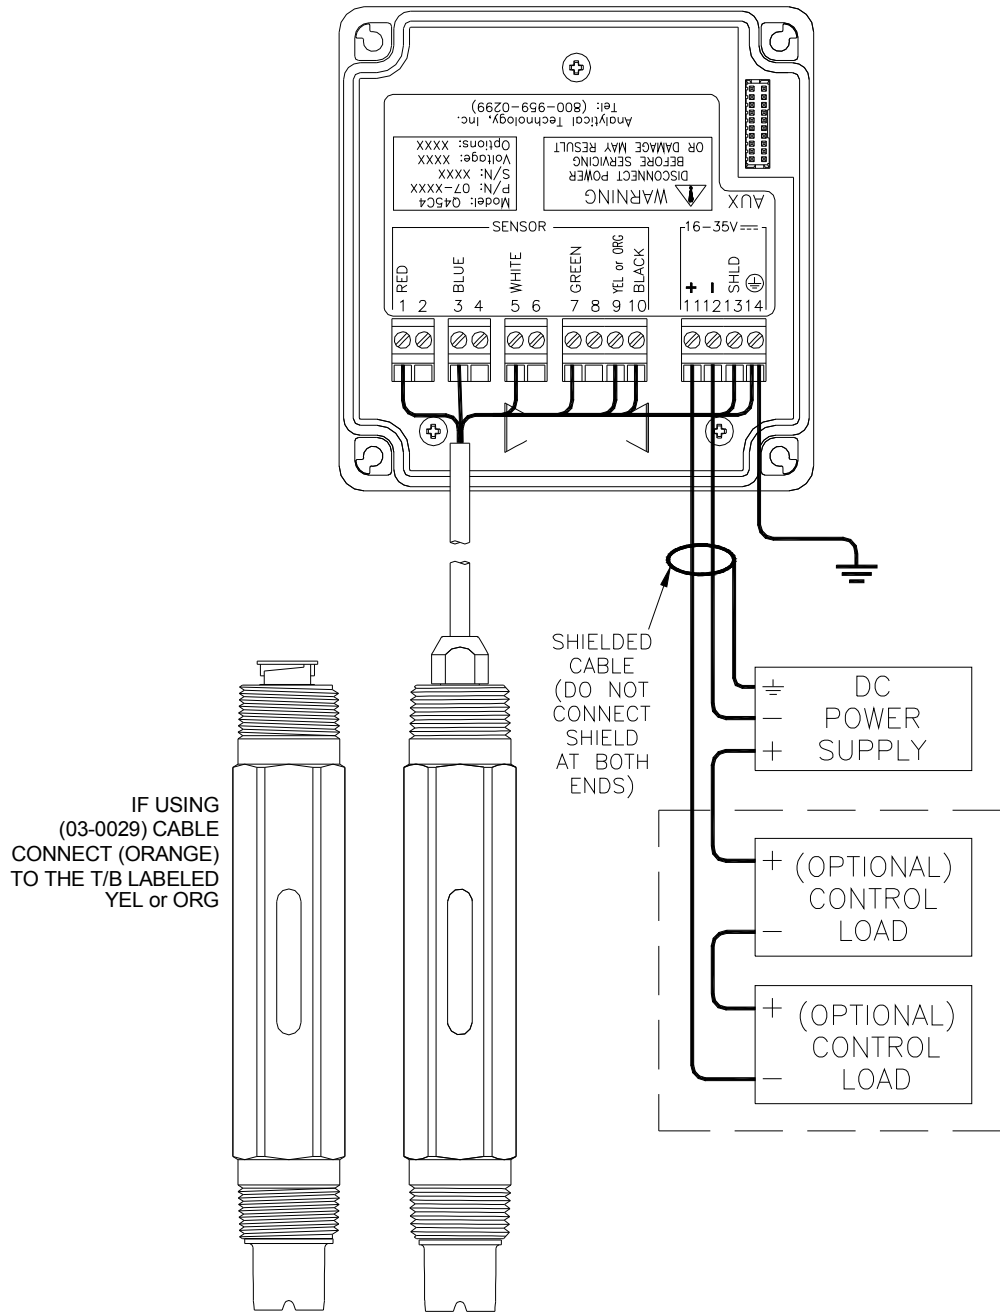 Analytical Technology, Inc.
Tel: (800-959-0299)
Model: Q45C4
P/N: 07-XXXX
S/N: XXXX
Voltage: XXXX
Options: XXXX
WARNING
DISCONNECT POWER
BEFORE SERVICING
OR DAMAGE MAY RESULT
AUX
SENSOR
16-35V
RED
BLUE
WHITE
GREEN
YEL or ORG
BLACK
+
-
SHLD
1 2 3 4 5 6 7 8 9 10 11 12 13 14
SHIELDED
CABLE
(DO NOT
CONNECT
SHIELD
AT BOTH
ENDS)
DC
POWER
SUPPLY
-
+
IF USING
(03-0029) CABLE
CONNECT (ORANGE)
TO THE T/B LABELED
YEL or ORG
+
-
(OPTIONAL)
CONTROL
LOAD
+
-
(OPTIONAL)
CONTROL
LOAD